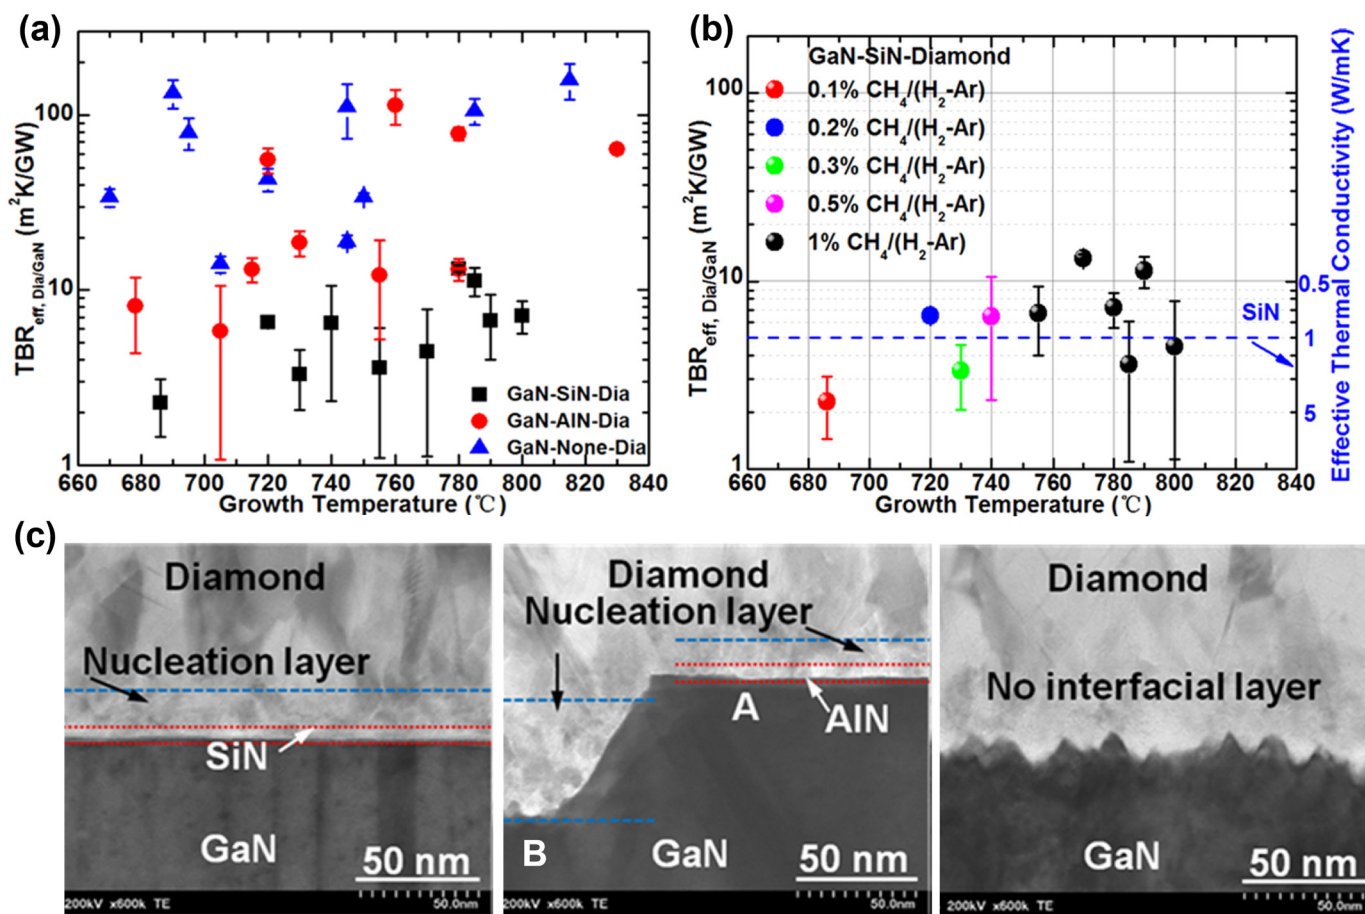 (a)
TBR_eff, Dia/GaN (m²K/GW)
100
10
1
GaN-SiN-Dia
GaN-AlN-Dia
GaN-None-Dia
660 680 700 720 740 760 780 800 820 840
Growth Temperature (℃)
(b)
TBR_eff, Dia/GaN (m²K/GW)
100
10
1
GaN-SiN-Diamond
0.1% CH₄/(H₂-Ar)
0.2% CH₄/(H₂-Ar)
0.3% CH₄/(H₂-Ar)
0.5% CH₄/(H₂-Ar)
1% CH₄/(H₂-Ar)
SiN
0.5
1
5
Effective Thermal Conductivity (W/mK)
660 680 700 720 740 760 780 800 820 840
Growth Temperature (℃)
(c)
Diamond
Nucleation layer
SiN
GaN
50 nm
200kV x600k TE 50.0nm
Diamond
Nucleation layer
A
AlN
B
GaN
50 nm
200kV x600k TE 50.0nm
Diamond
No interfacial layer
GaN
50 nm
200kV x600k TE 50.0nm